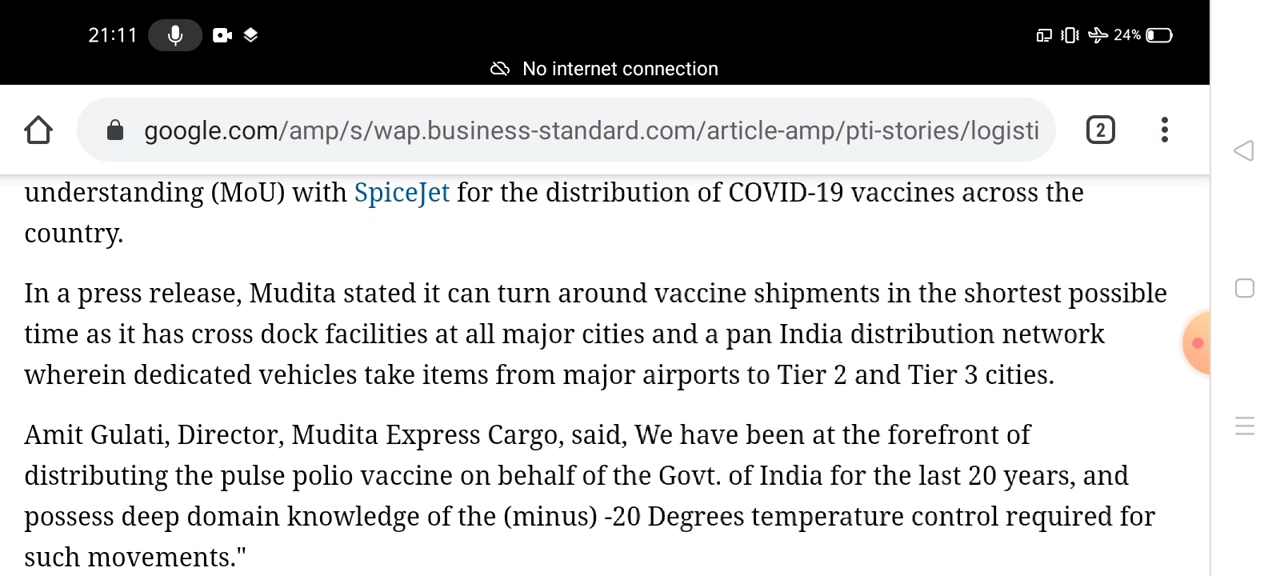 21:11
24%
No internet connection
google.com/amp/s/wap.business-standard.com/article-amp/pti-stories/logisti
2
understanding (MoU) with SpiceJet for the distribution of COVID-19 vaccines across the
country.
In a press release, Mudita stated it can turn around vaccine shipments in the shortest possible
time as it has cross dock facilities at all major cities and a pan India distribution network
wherein dedicated vehicles take items from major airports to Tier 2 and Tier 3 cities.
Amit Gulati, Director, Mudita Express Cargo, said, We have been at the forefront of
distributing the pulse polio vaccine on behalf of the Govt. of India for the last 20 years, and
possess deep domain knowledge of the (minus) -20 Degrees temperature control required for
such movements."